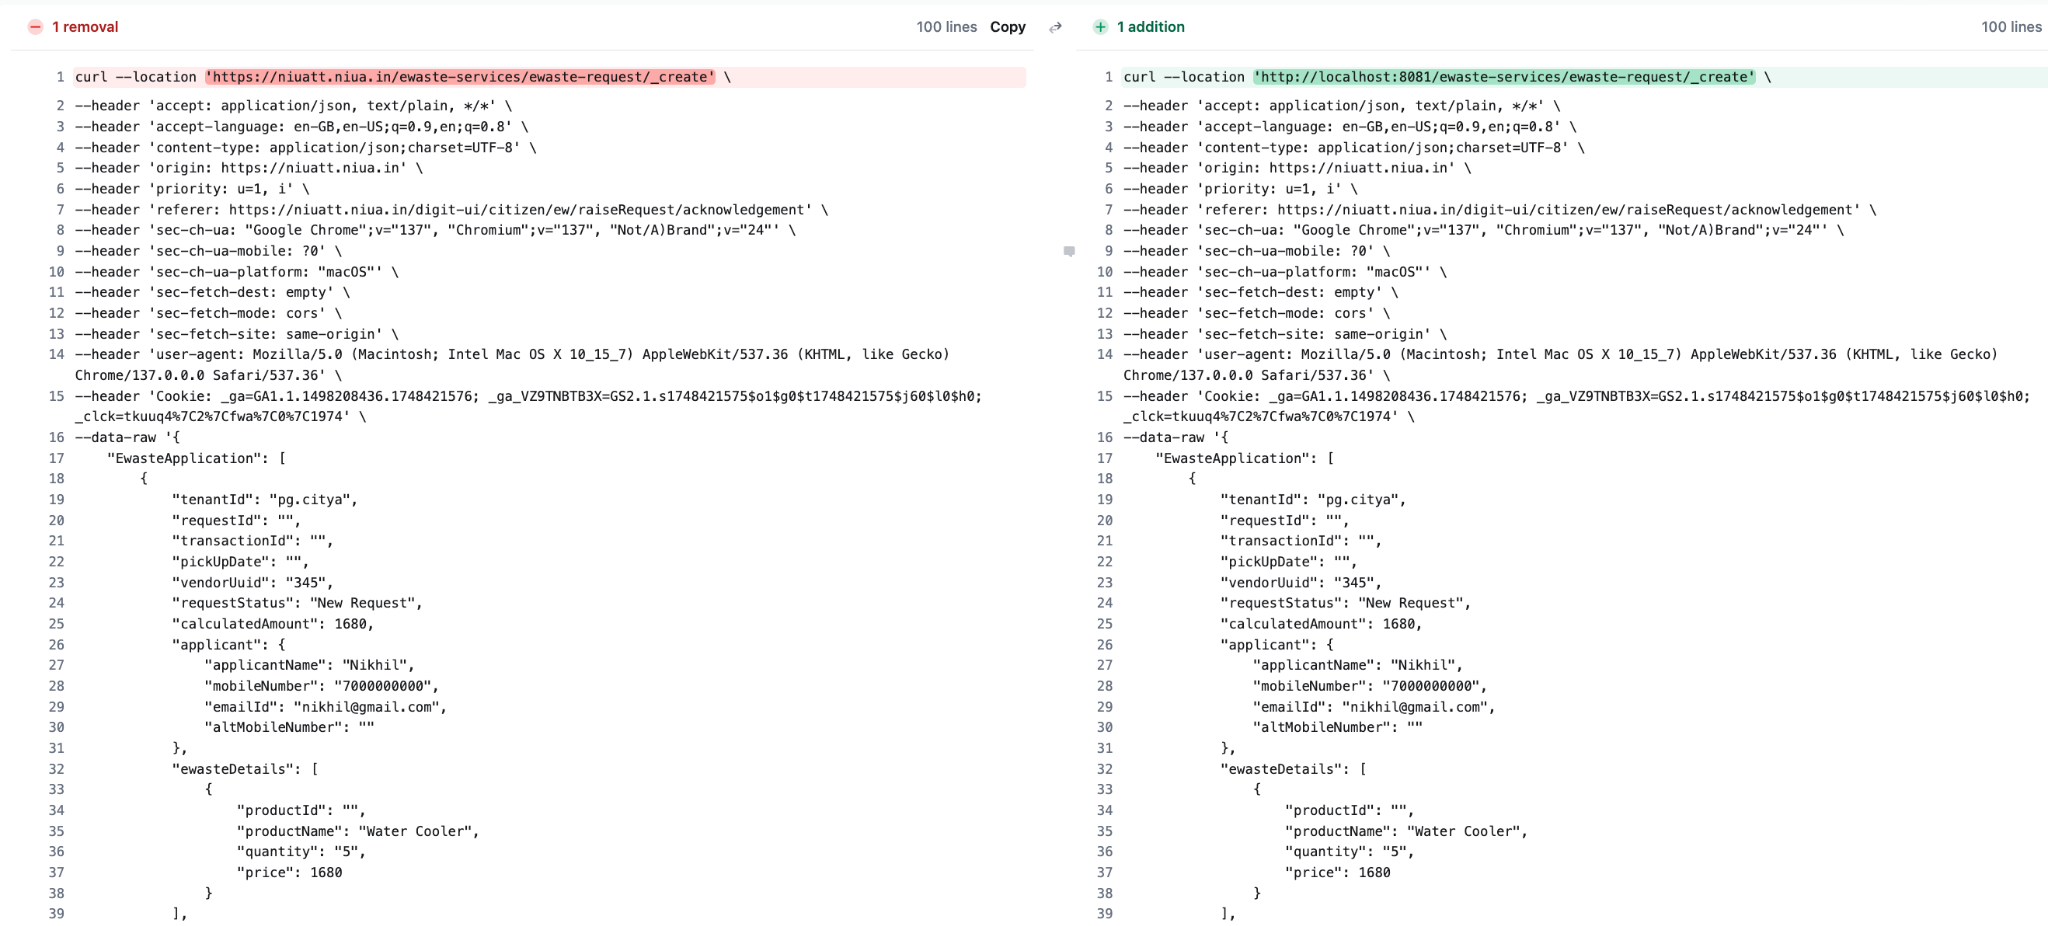 1 removal
100 lines Copy
1 curl --location 'https://niuatt.niua.in/ewaste-services/ewaste-request/_create' \
2 --header 'accept: application/json, text/plain, */*' \
3 --header 'accept-language: en-GB,en-US;q=0.9,en;q=0.8' \
4 --header 'content-type: application/json;charset=UTF-8' \
5 --header 'origin: https://niuatt.niua.in' \
6 --header 'priority: u=1, i' \
7 --header 'referer: https://niuatt.niua.in/digit-ui/citizen/ew/raiseRequest/acknowledgement' \
8 --header 'sec-ch-ua: "Google Chrome";v="137", "Chromium";v="137", "Not/A)Brand";v="24"' \
9 --header 'sec-ch-ua-mobile: ?0' \
10 --header 'sec-ch-ua-platform: "macOS"' \
11 --header 'sec-fetch-dest: empty' \
12 --header 'sec-fetch-mode: cors' \
13 --header 'sec-fetch-site: same-origin' \
14 --header 'user-agent: Mozilla/5.0 (Macintosh; Intel Mac OS X 10_15_7) AppleWebKit/537.36 (KHTML, like Gecko)
Chrome/137.0.0.0 Safari/537.36' \
15 --header 'Cookie: _ga=GA1.1.1498208436.1748421576; _ga_VZ9TNBTB3X=GS2.1.s1748421575$o1$g0$t1748421575$j60$l0$h0;
_clck=tkuuq4%7C2%7Cfwa%7C0%7C1974' \
16 --data-raw '{
17 "EwasteApplication": [
18 {
19 "tenantId": "pg.citya",
20 "requestId": "",
21 "transactionId": "",
22 "pickUpDate": "",
23 "vendorUuid": "345",
24 "requestStatus": "New Request",
25 "calculatedAmount": 1680,
26 "applicant": {
27 "applicantName": "Nikhil",
28 "mobileNumber": "7000000000",
29 "emailId": "nikhil@gmail.com",
30 "altMobileNumber": ""
31 },
32 "ewasteDetails": [
33 {
34 "productId": "",
35 "productName": "Water Cooler",
36 "quantity": "5",
37 "price": 1680
38 }
39 ],
1 addition
100 lines
1 curl --location 'http://localhost:8081/ewaste-services/ewaste-request/_create' \
2 --header 'accept: application/json, text/plain, */*' \
3 --header 'accept-language: en-GB,en-US;q=0.9,en;q=0.8' \
4 --header 'content-type: application/json;charset=UTF-8' \
5 --header 'origin: https://niuatt.niua.in' \
6 --header 'priority: u=1, i' \
7 --header 'referer: https://niuatt.niua.in/digit-ui/citizen/ew/raiseRequest/acknowledgement' \
8 --header 'sec-ch-ua: "Google Chrome";v="137", "Chromium";v="137", "Not/A)Brand";v="24"' \
9 --header 'sec-ch-ua-mobile: ?0' \
10 --header 'sec-ch-ua-platform: "macOS"' \
11 --header 'sec-fetch-dest: empty' \
12 --header 'sec-fetch-mode: cors' \
13 --header 'sec-fetch-site: same-origin' \
14 --header 'user-agent: Mozilla/5.0 (Macintosh; Intel Mac OS X 10_15_7) AppleWebKit/537.36 (KHTML, like Gecko)
Chrome/137.0.0.0 Safari/537.36' \
15 --header 'Cookie: _ga=GA1.1.1498208436.1748421576; _ga_VZ9TNBTB3X=GS2.1.s1748421575$o1$g0$t1748421575$j60$l0$h0;
_clck=tkuuq4%7C2%7Cfwa%7C0%7C1974' \
16 --data-raw '{
17 "EwasteApplication": [
18 {
19 "tenantId": "pg.citya",
20 "requestId": "",
21 "transactionId": "",
22 "pickUpDate": "",
23 "vendorUuid": "345",
24 "requestStatus": "New Request",
25 "calculatedAmount": 1680,
26 "applicant": {
27 "applicantName": "Nikhil",
28 "mobileNumber": "7000000000",
29 "emailId": "nikhil@gmail.com",
30 "altMobileNumber": ""
31 },
32 "ewasteDetails": [
33 {
34 "productId": "",
35 "productName": "Water Cooler",
36 "quantity": "5",
37 "price": 1680
38 }
39 ],